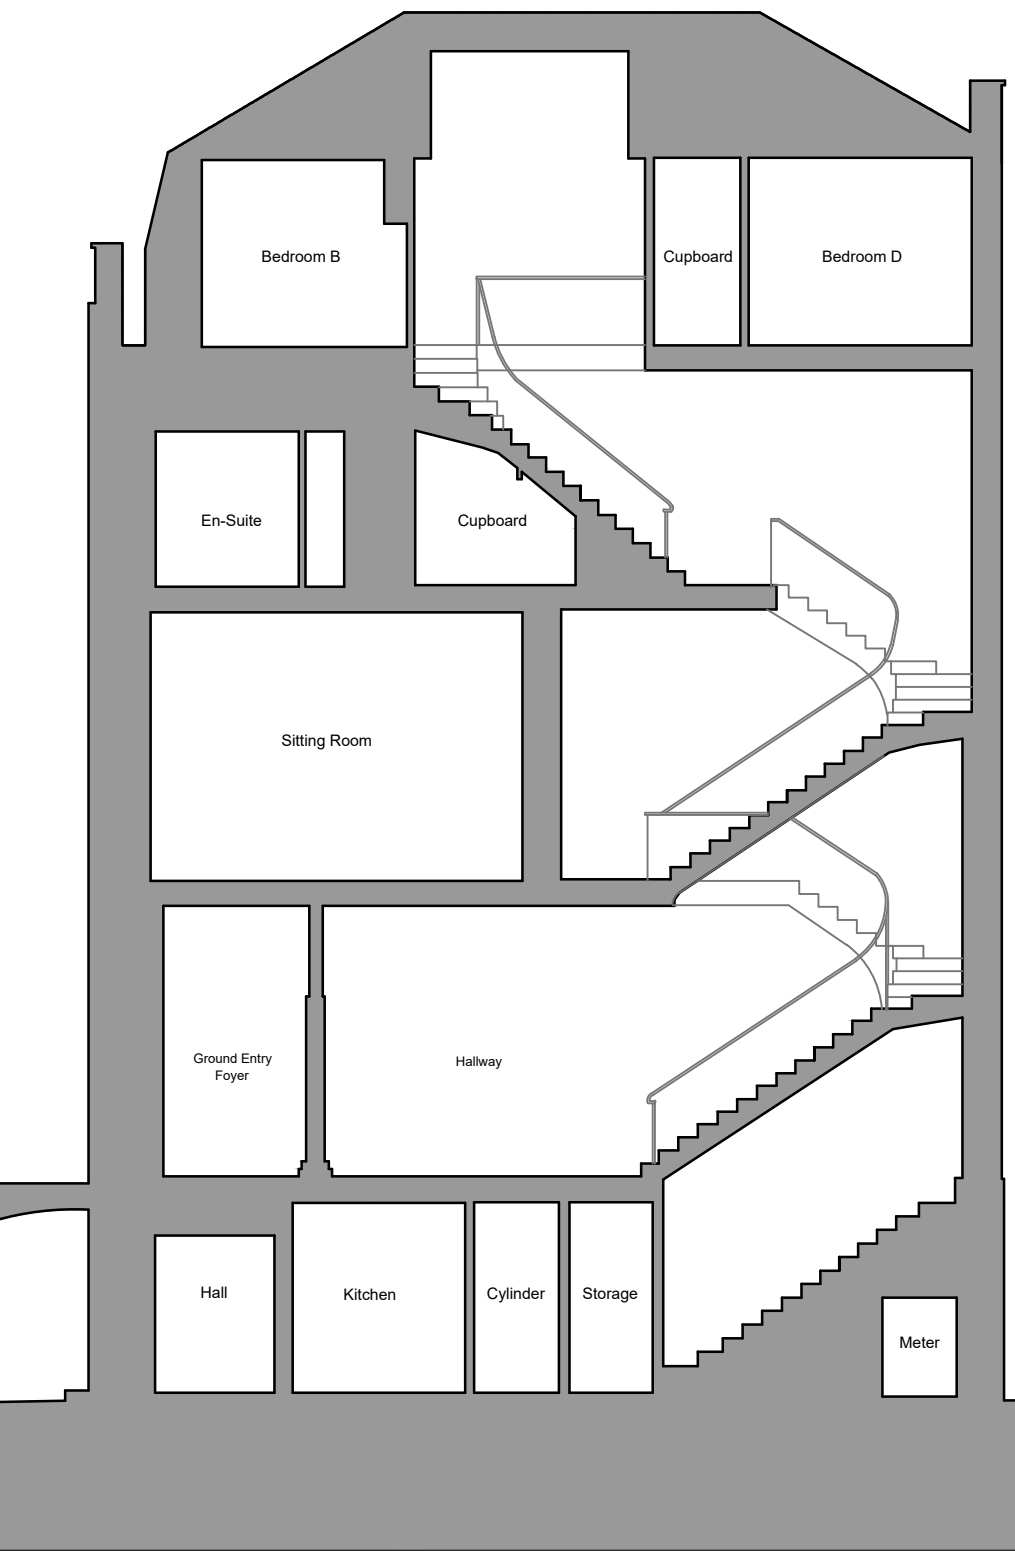 Bedroom B
Cupboard
Bedroom D
En-Suite
Cupboard
Sitting Room
Ground Entry
Foyer
Hallway
Hall
Kitchen
Cylinder
Storage
Meter